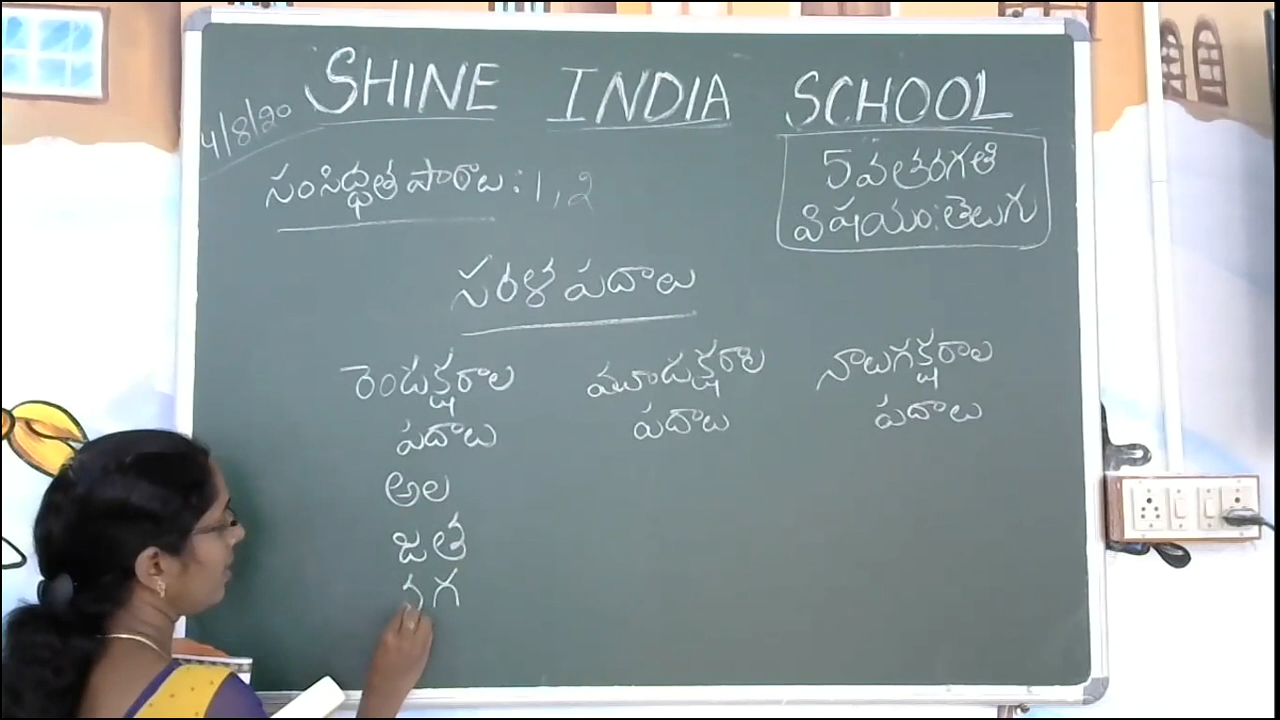 SHINE INDIA SCHOOL
4/8/20
5వ తరగతి
విషయం: తెలుగు
సంసిద్ధత పాఠాలు: 1, 2
సరళ పదాలు
రెండక్షరాల పదాలు
అల
జత
మూడక్షరాల పదాలు
నాలుగక్షరాల పదాలు